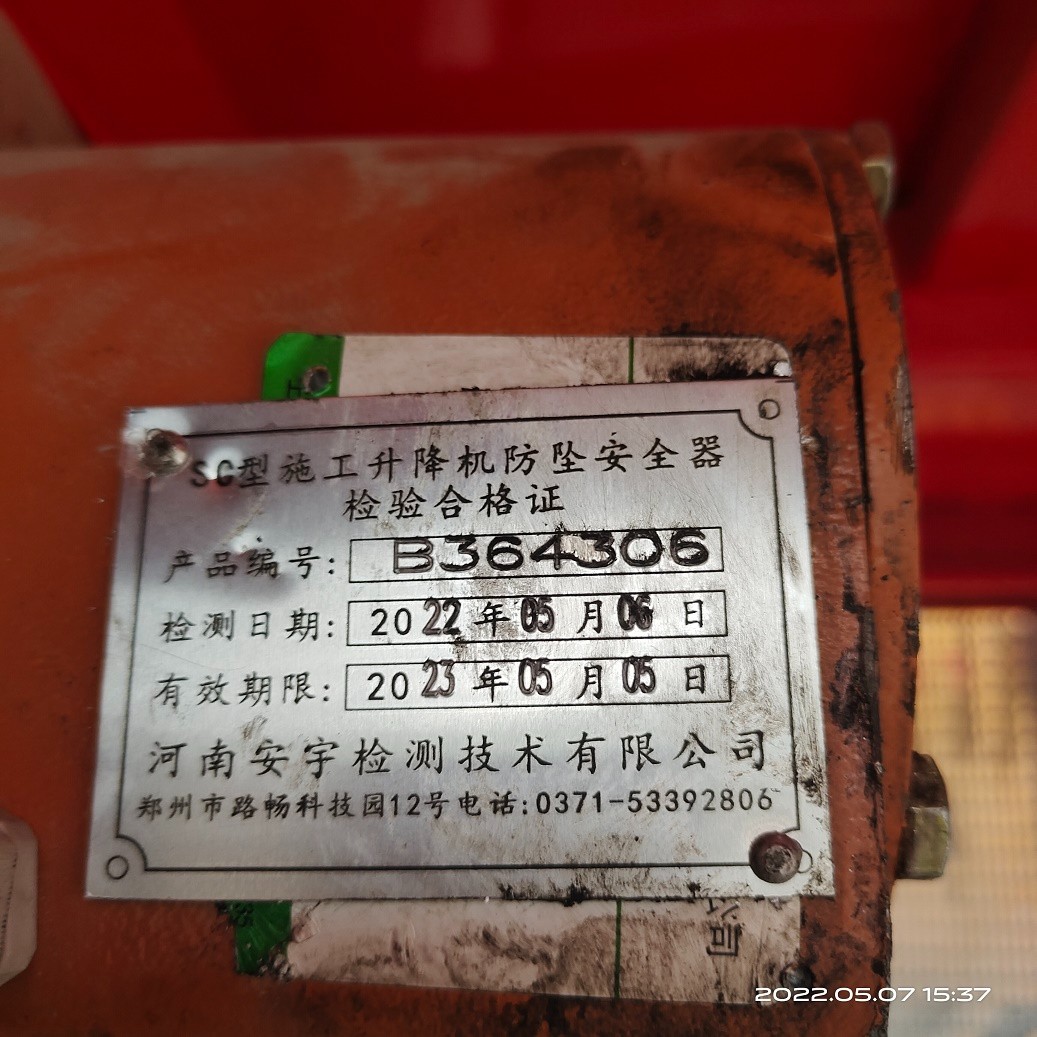 SC型施工升降机防坠安全器
检验合格证
产品编号: B364306
检测日期: 2022年05月06日
有效期限: 2023年05月05日
河南安宇检测技术有限公司
郑州市路畅科技园12号电话:0371-53392806
司
2022.05.07 15:37